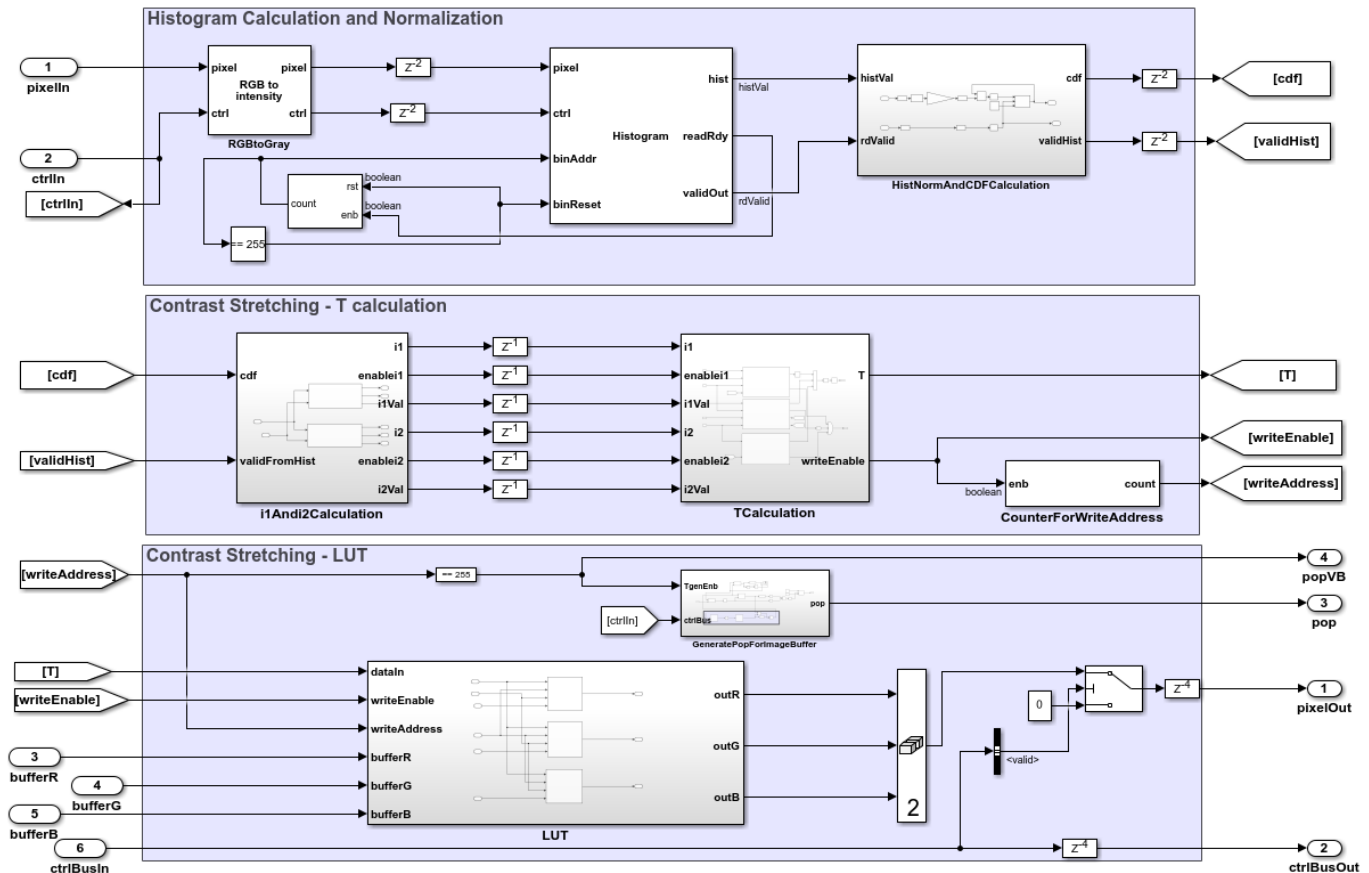 Histogram Calculation and Normalization
1
pixelIn
2
ctrlIn
[ctrlIn]
pixel
ctrl
RGB to
intensity
pixel
ctrl
RGBtoGray
Z-2
Z-2
count
rst
enb
boolean
boolean
== 255
pixel
ctrl
binAddr
binReset
Histogram
hist
readRdy
validOut
histVal
rdValid
histVal
rdValid
cdf
validHist
HistNormAndCDFCalculation
Z-2
Z-2
[cdf]
[validHist]
Contrast Stretching - T calculation
[cdf]
[validHist]
cdf
validFromHist
i1
enablei1
i1Val
i2
enablei2
i2Val
i1Andi2Calculation
Z-1
Z-1
Z-1
Z-1
Z-1
Z-1
i1
enablei1
i1Val
i2
enablei2
i2Val
T
writeEnable
TCalculation
boolean
enb
count
CounterForWriteAddress
[T]
[writeEnable]
[writeAddress]
Contrast Stretching - LUT
[writeAddress]
== 255
TgenEnb
ctrlBus
pop
GeneratePopForImageBuffer
[ctrlIn]
4
popVB
3
pop
[T]
[writeEnable]
3
bufferR
4
bufferG
5
bufferB
6
ctrlBusIn
dataIn
writeEnable
writeAddress
bufferR
bufferG
bufferB
outR
outG
outB
LUT
2
0
<valid>
Z-4
Z-4
1
pixelOut
2
ctrlBusOut